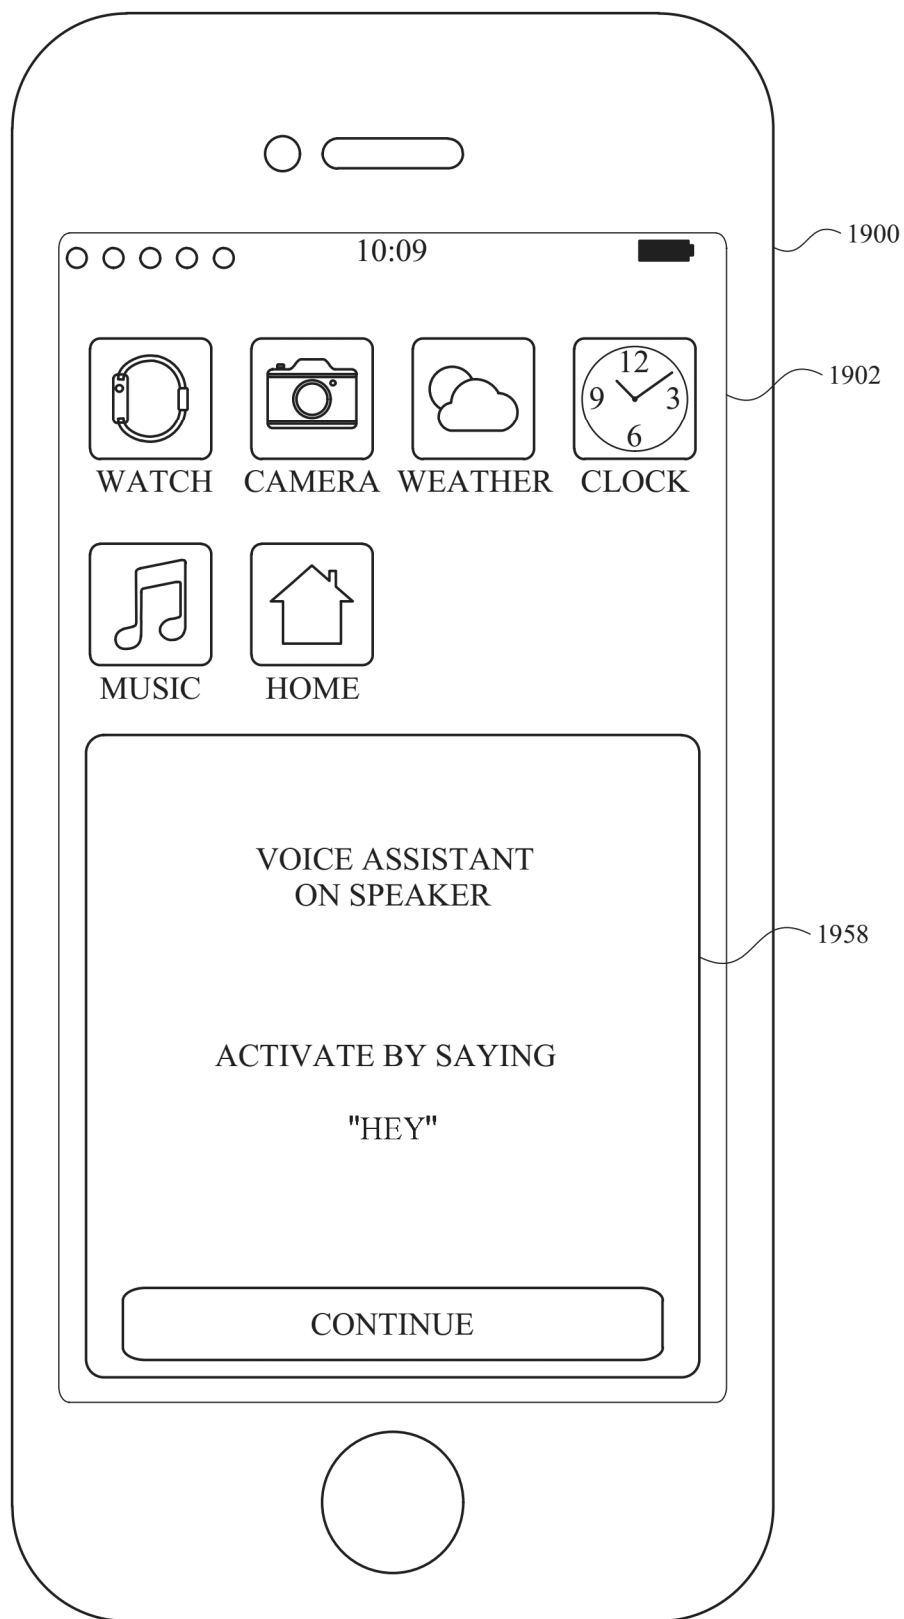 10:09
1900
1902
12
9 3
6
WATCH CAMERA WEATHER CLOCK
MUSIC HOME
VOICE ASSISTANT
ON SPEAKER
1958
ACTIVATE BY SAYING
"HEY"
CONTINUE